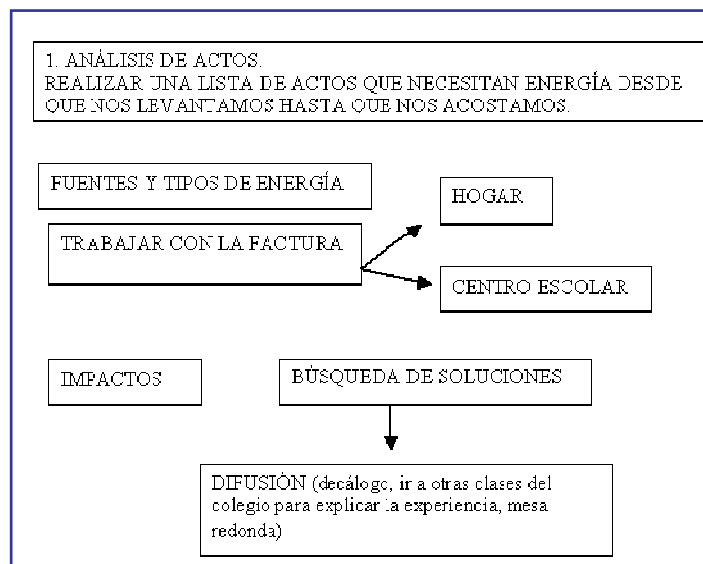 1. ANÁLISIS DE ACTOS.
REALIZAR UNA LISTA DE ACTOS QUE NECESITAN ENERGÍA DESDE
QUE NOS LEVANTAMOS HASTA QUE NOS ACOSTAMOS.
FUENTES Y TIPOS DE ENERGÍA
HOGAR
TRABAJAR CON LA FACTURA
CENTRO ESCOLAR
IMPACTOS
BÚSQUEDA DE SOLUCIONES
DIFUSIÓN (decálogo, ir a otras clases del
colegio para explicar la experiencia, mesa
redonda)